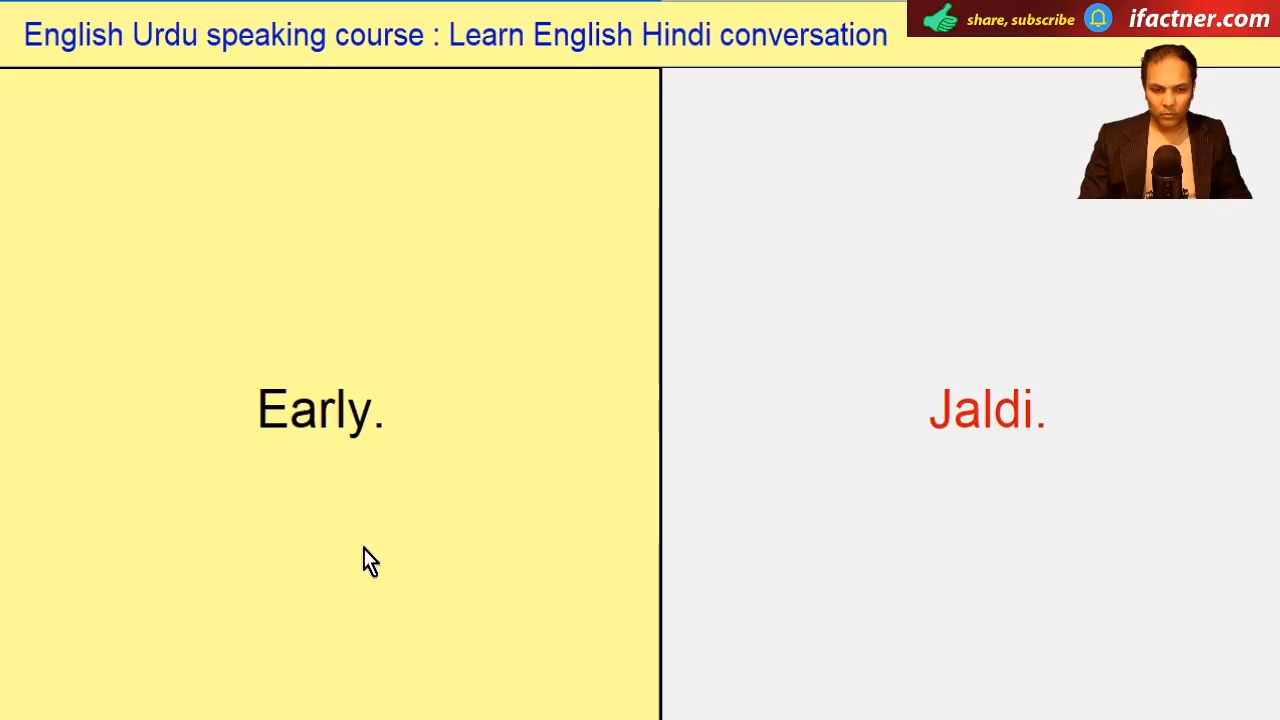 English Urdu speaking course : Learn English Hindi conversation
share, subscribe
ifactner.com
Early.
Jaldi.